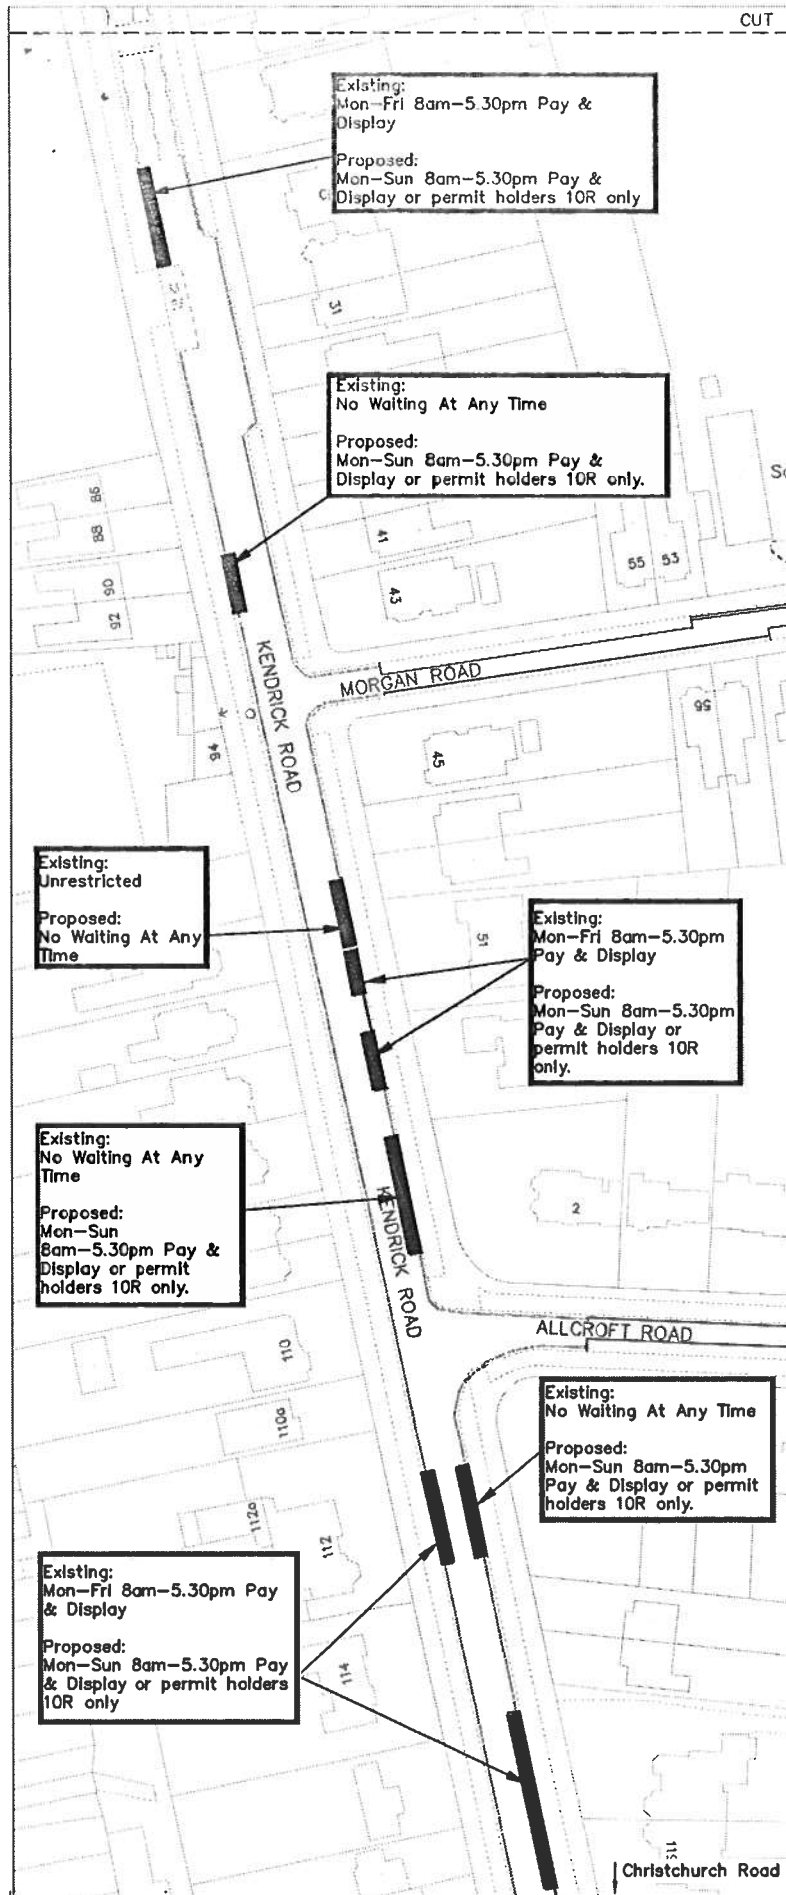 CUT
Existing:
Mon-Fri 8am-5.30pm Pay &
Display
Proposed:
Mon-Sun 8am-5.30pm Pay &
Display or permit holders 10R only
31
Existing:
No Waiting At Any Time
Proposed:
Mon-Sun 8am-5.30pm Pay &
Display or permit holders 10R only.
86
88
90
92
41
43
55
53
KENDRICK ROAD
MORGAN ROAD
94
56
45
Existing:
Unrestricted
Proposed:
No Waiting At Any
Time
51
Existing:
Mon-Fri 8am-5.30pm
Pay & Display
Proposed:
Mon-Sun 8am-5.30pm
Pay & Display or
permit holders 10R
only.
Existing:
No Waiting At Any
Time
Proposed:
Mon-Sun
8am-5.30pm Pay &
Display or permit
holders 10R only.
KENDRICK ROAD
2
ALLCROFT ROAD
110
110a
Existing:
No Waiting At Any Time
Proposed:
Mon-Sun 8am-5.30pm
Pay & Display or permit
holders 10R only.
112a
112
Existing:
Mon-Fri 8am-5.30pm Pay
& Display
Proposed:
Mon-Sun 8am-5.30pm Pay
& Display or permit holders
10R only
114
Christchurch Road